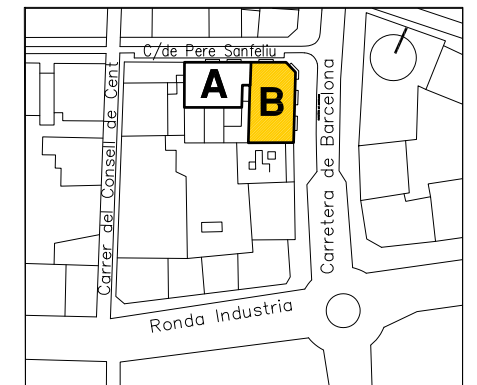 C/de Pere Sanfeliu
A
B
Carrer del Consell de Cent
Carretera de Barcelona
Ronda Industria